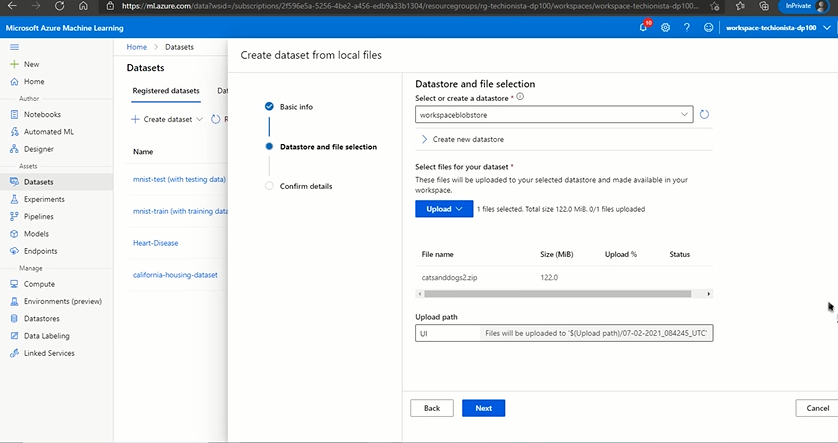 https://ml.azure.com/data?wsid=/subscriptions/2f596e5a-5256-4be2-a456-edb9a33b1304/resourcegroups/rg-techionista-dp100/workspaces/workspace-techionista-dp100...
InPrivate
Microsoft Azure Machine Learning
10
workspace-techionista-dp100
New
Home
Author
Notebooks
Automated ML
Designer
Assets
Datasets
Experiments
Pipelines
Models
Endpoints
Manage
Compute
Environments (preview)
Datastores
Data Labeling
Linked Services
Home > Datasets
Datasets
Registered datasets
Dat
Create dataset
R
Name
mnist-test (with testing data)
mnist-train (with training data
Heart-Disease
california-housing-dataset
Create dataset from local files
Basic info
Datastore and file selection
Confirm details
Datastore and file selection
Select or create a datastore *
workspaceblobstore
Create new datastore
Select files for your dataset *
These files will be uploaded to your selected datastore and made available in your
workspace.
Upload
1 files selected. Total size 122.0 MiB. 0/1 files uploaded
File name Size (MiB) Upload % Status
catsanddogs2.zip 122.0
Upload path
UI Files will be uploaded to '$(Upload path)/07-02-2021_084245_UTC'
Back
Next
Cancel